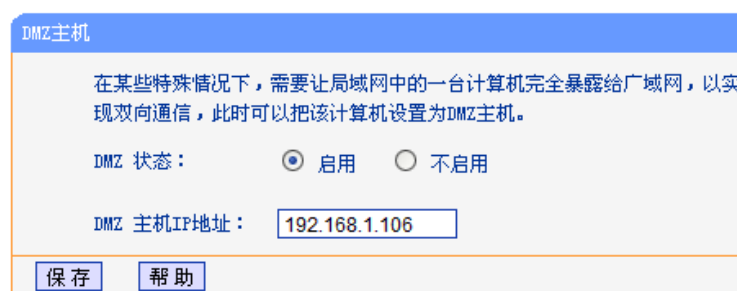 DMZ主机
在某些特殊情况下，需要让局域网中的一台计算机完全暴露给广域网，以实
现双向通信，此时可以把该计算机设置为DMZ主机。
DMZ 状态： 启用 不启用
DMZ 主机IP地址： 192.168.1.106
保存 帮助